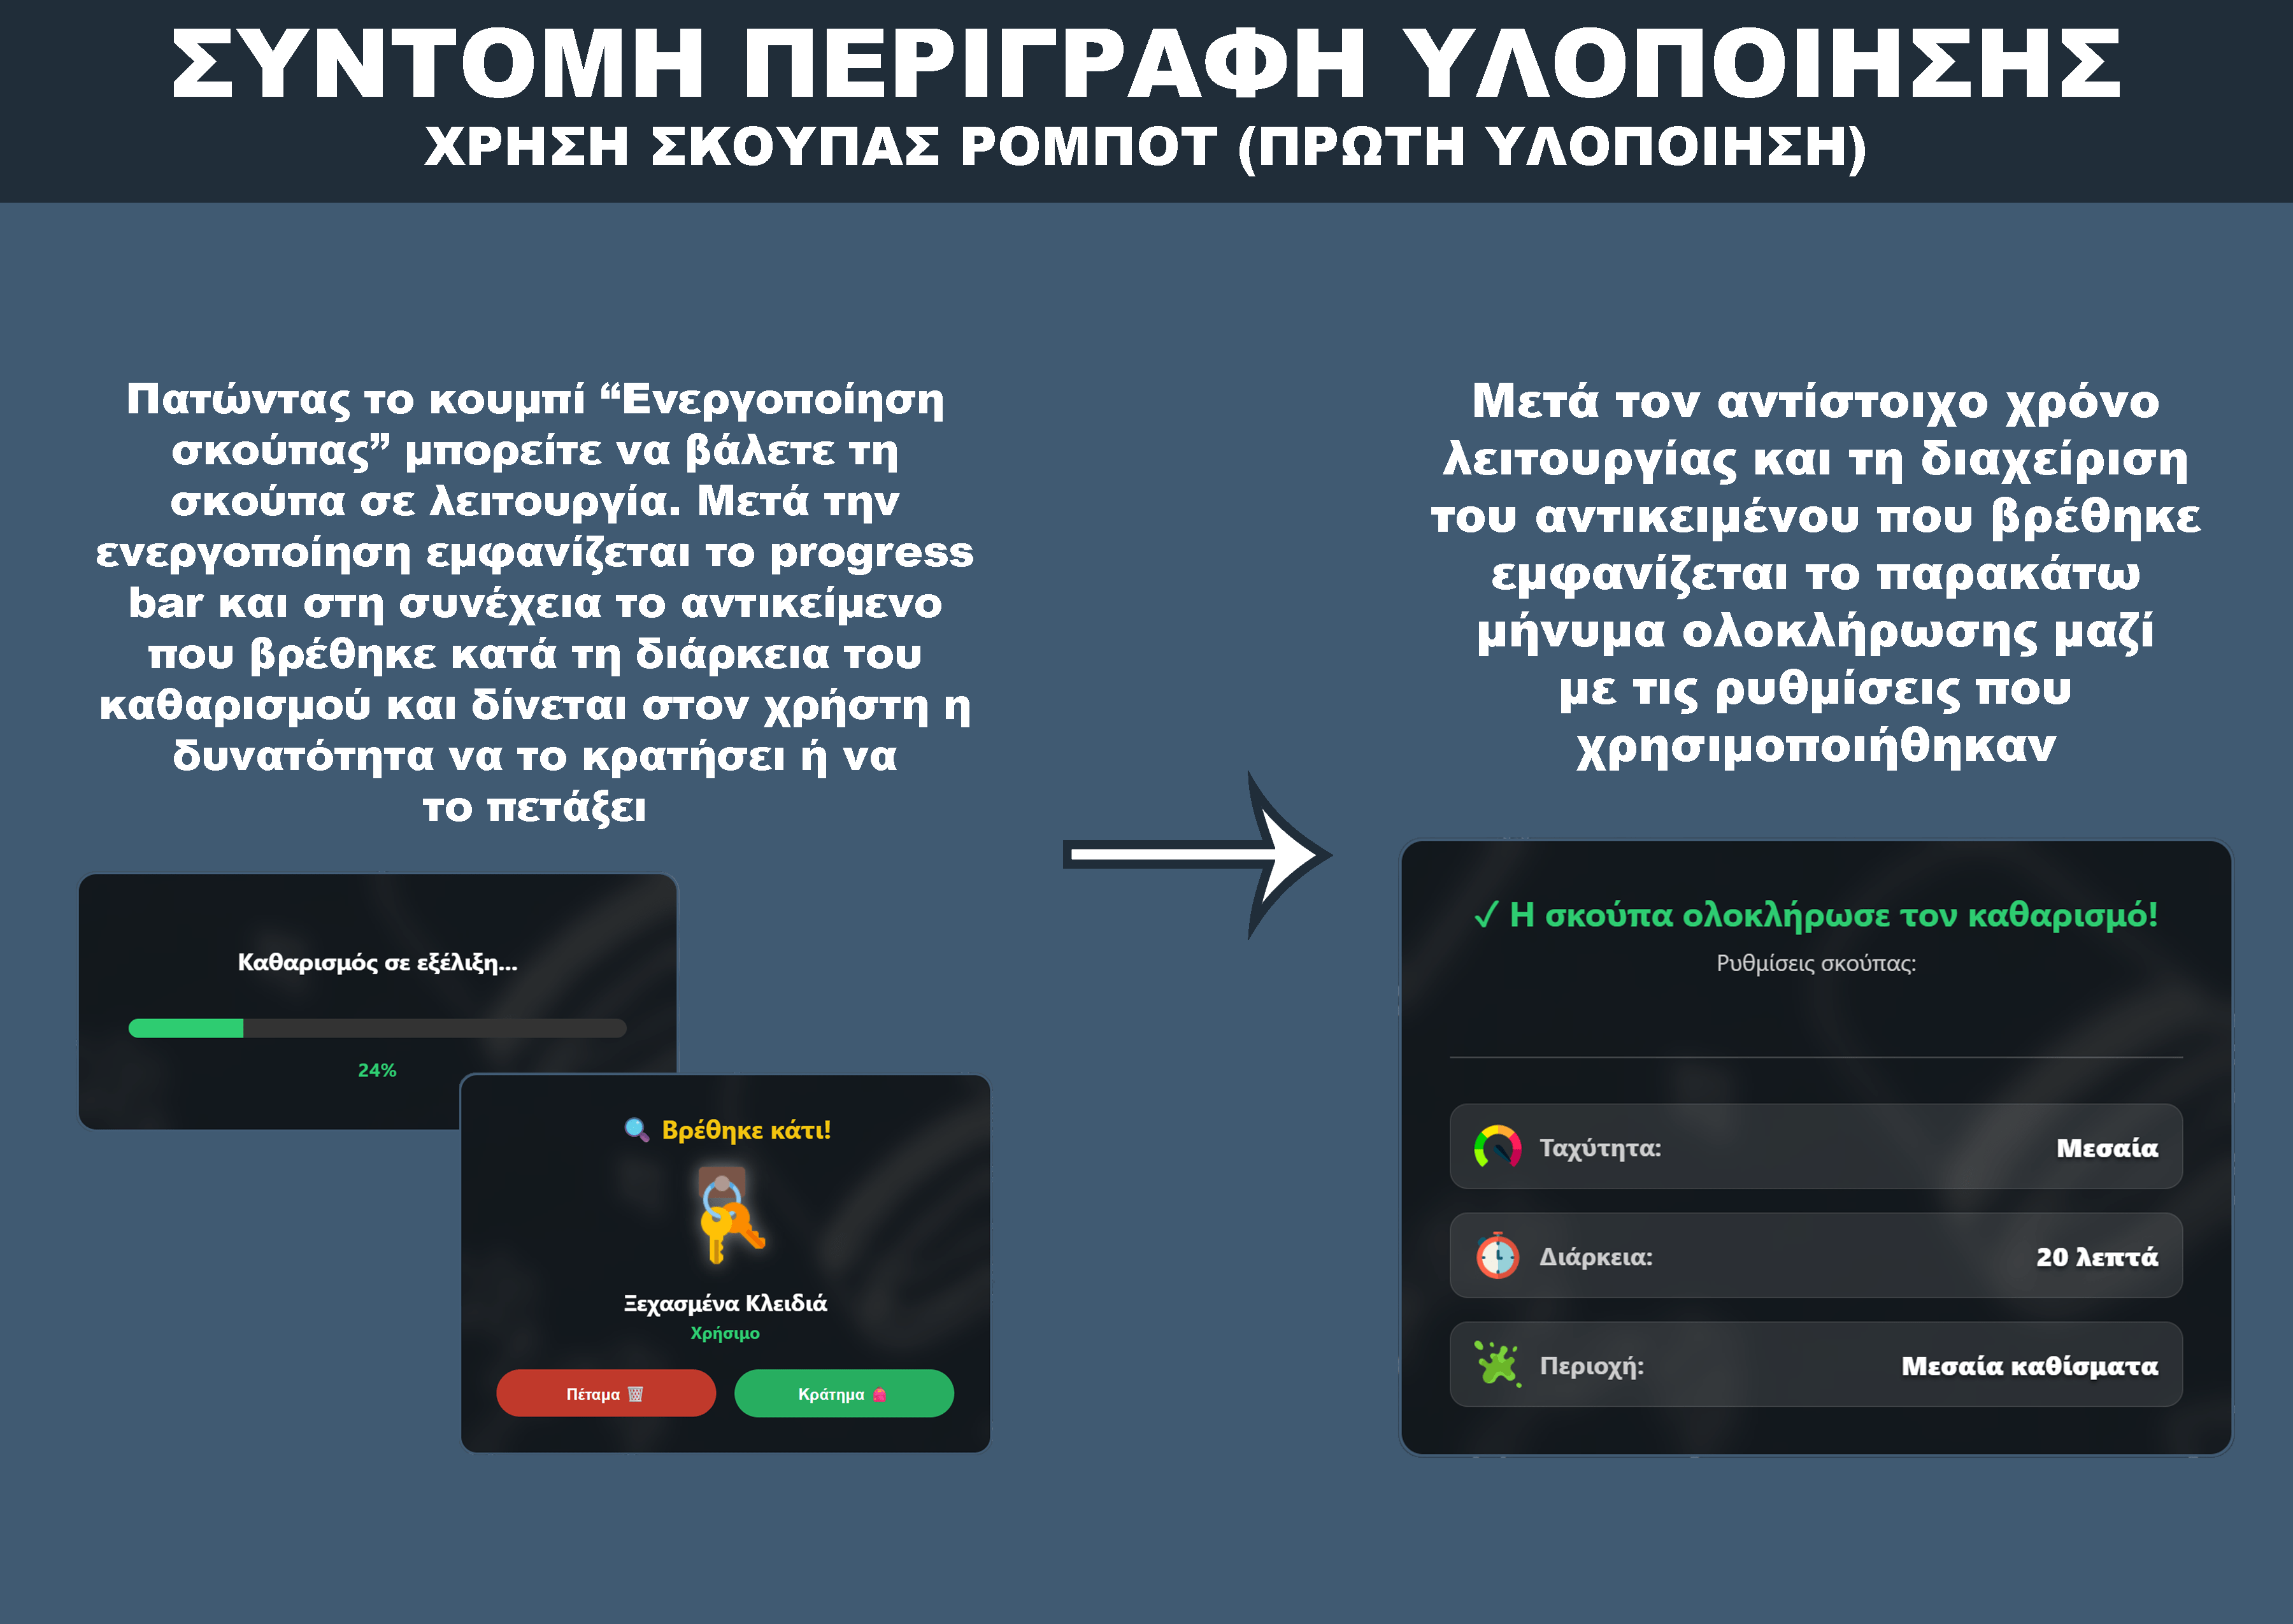 ΣΥΝΤΟΜΗ ΠΕΡΙΓΡΑΦΗ ΥΛΟΠΟΙΗΣΗΣ
ΧΡΗΣΗ ΣΚΟΥΠΑΣ ΡΟΜΠΟΤ (ΠΡΩΤΗ ΥΛΟΠΟΙΗΣΗ)
Πατώντας το κουμπί “Ενεργοποίηση
σκούπας” μπορείτε να βάλετε τη
σκούπα σε λειτουργία. Μετά την
ενεργοποίηση εμφανίζεται το progress
bar και στη συνέχεια το αντικείμενο
που βρέθηκε κατά τη διάρκεια του
καθαρισμού και δίνεται στον χρήστη η
δυνατότητα να το κρατήσει ή να
το πετάξει
Καθαρισμός σε εξέλιξη...
24%
Βρέθηκε κάτι!
Ξεχασμένα Κλειδιά
Χρήσιμο
Πέταμα
Κράτημα
Μετά τον αντίστοιχο χρόνο
λειτουργίας και τη διαχείριση
του αντικειμένου που βρέθηκε
εμφανίζεται το παρακάτω
μήνυμα ολοκλήρωσης μαζί
με τις ρυθμίσεις που
χρησιμοποιήθηκαν
✓ Η σκούπα ολοκλήρωσε τον καθαρισμό!
Ρυθμίσεις σκούπας:
Ταχύτητα: Μεσαία
Διάρκεια: 20 λεπτά
Περιοχή: Μεσαία καθίσματα